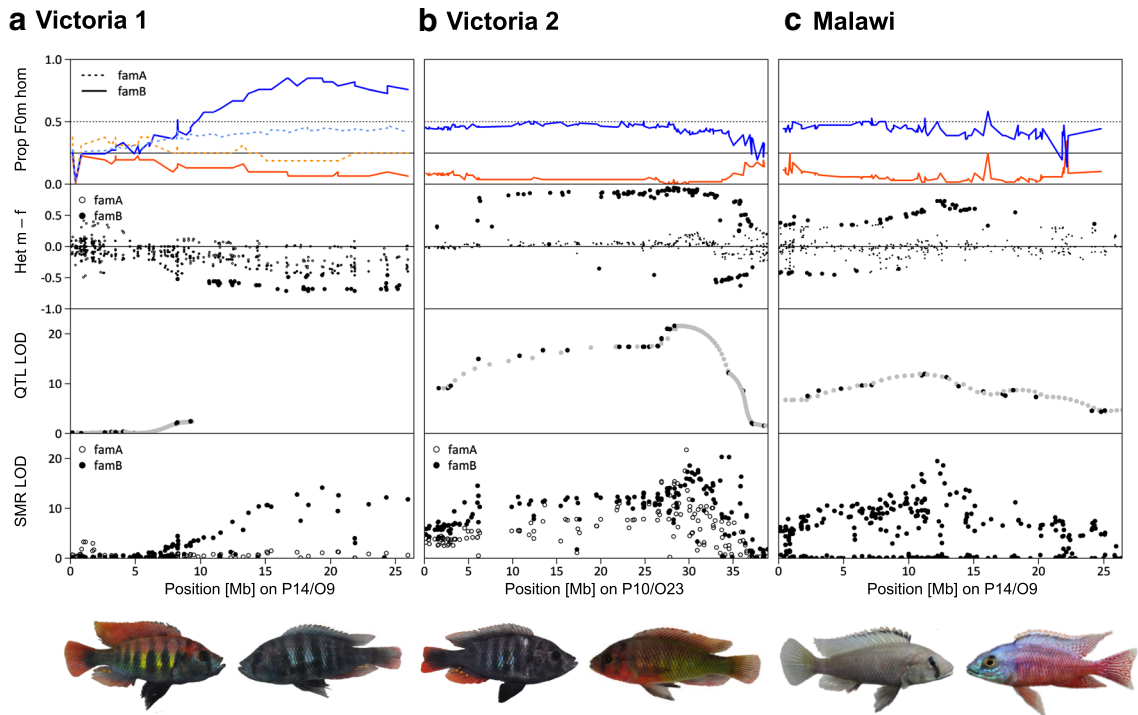 a Victoria 1
b Victoria 2
c Malawi
Prop F0m hom
1.0
0.5
0.0
famA
famB
Het m – f
0.5
0.0
-0.5
-1.0
famA
famB
QTL LOD
20
10
0
SMR LOD
20
10
0
famA
famB
famA
famB
0 5 10 15 20 25
0 5 10 15 20 25 30 35
0 5 10 15 20 25
Position [Mb] on P14/O9
Position [Mb] on P10/O23
Position [Mb] on P14/O9